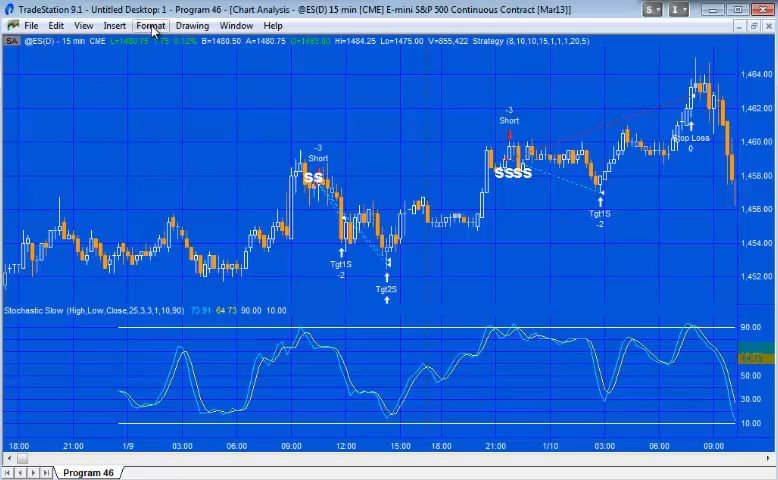 TradeStation 9.1 - Untitled Desktop: 1 - Program 46 - [Chart Analysis - @ES(D) - 15 min [CME] E-mini S&P 500 Continuous Contract [Mar13]]
S I
File Edit View Insert Format Drawing Window Help
SA @ES(D) - 15 min CME L=1480.75 1.75 0.12% B=1480.50 A=1480.75 O=1483.00 Hi=1484.25 Lo=1475.00 V=855,422 Strategy (8,10,10,15,1,1,1,20,5)
1,464.00
-3
Short
Stop Loss
0
1,462.00
1,460.00
-3
Short
SS
SSSS
1,458.00
1,456.00
Tgt1S
-2
1,454.00
Tgt1S
-2
1,452.00
Tgt2S
Stochastic Slow (High,Low,Close,25,3,3,1,10,90) 73.91 64.73 90.00 10.00
90.00
50.00
30.00
10.00
18:00 21:00 1/9 03:00 06:00 09:00 12:00 15:00 18:00 21:00 1/10 03:00 06:00 09:00
Program 46